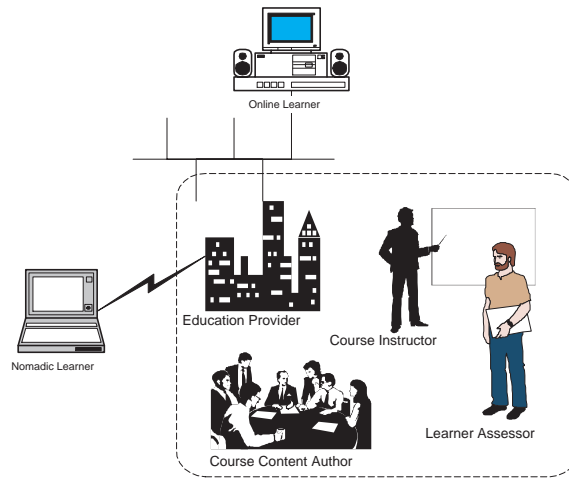 Online Learner
Education Provider
Course Instructor
Nomadic Learner
Learner Assessor
Course Content Author